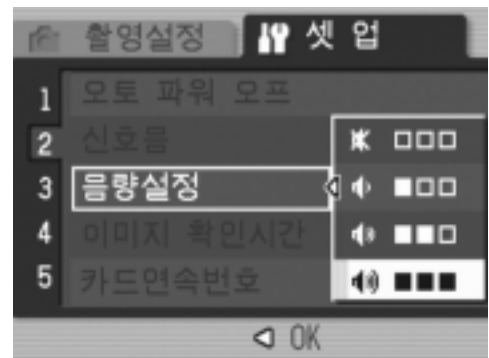 촬영설정 셋 업
1 오토 파워 오프
2 신호음
3 음량설정
4 이미지 확인시간
5 카드연속번호
OK